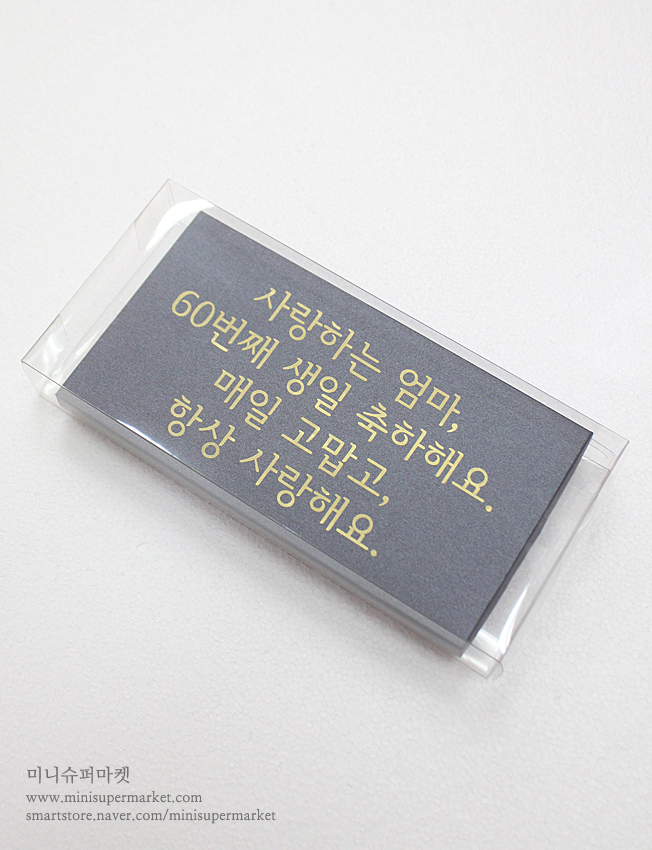 사랑하는 엄마,
60번째 생일 축하해요.
매일 고맙고,
항상 사랑해요.
미니슈퍼마켓
www.minisupermarket.com
smartstore.naver.com/minisupermarket